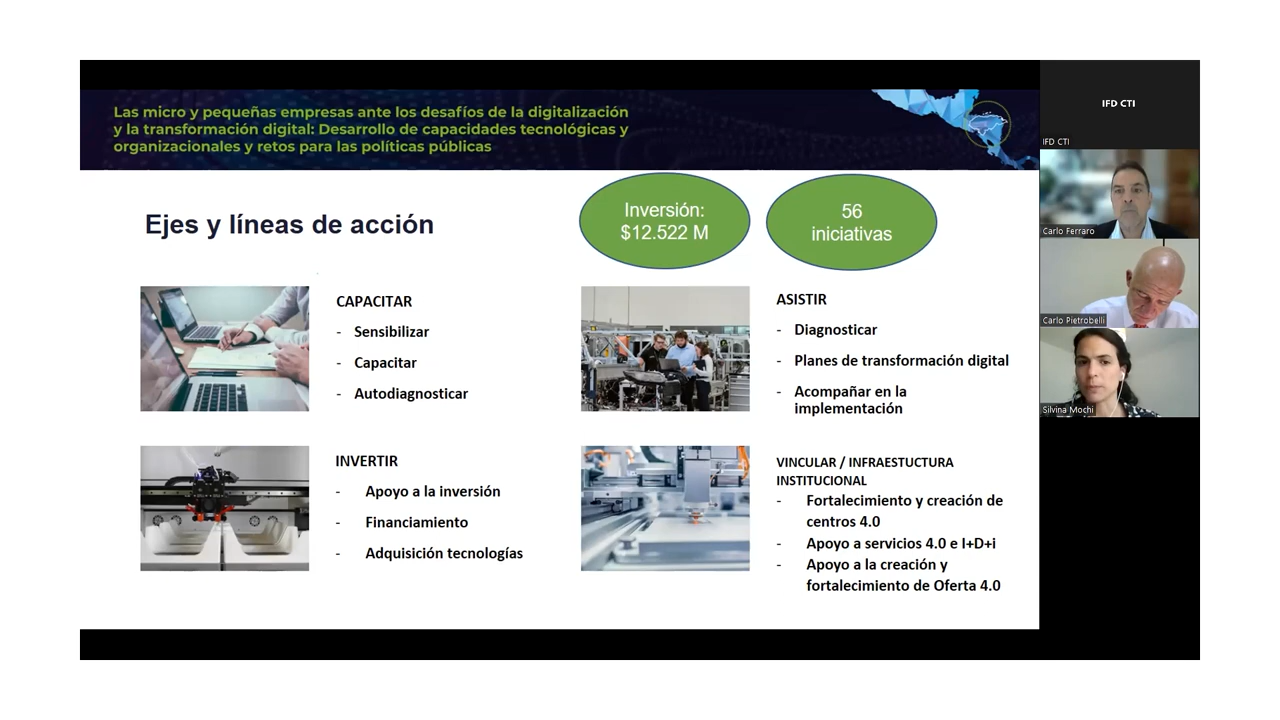 Las micro y pequeñas empresas ante los desafíos de la digitalización
y la transformación digital: Desarrollo de capacidades tecnológicas y
organizacionales y retos para las políticas públicas
Ejes y líneas de acción
Inversión:
$12.522 M
56
iniciativas
CAPACITAR
- Sensibilizar
- Capacitar
- Autodiagnosticar
ASISTIR
- Diagnosticar
- Planes de transformación digital
- Acompañar en la
implementación
INVERTIR
- Apoyo a la inversión
- Financiamiento
- Adquisición tecnologías
VINCULAR / INFRAESTUCTURA
INSTITUCIONAL
- Fortalecimiento y creación de
centros 4.0
- Apoyo a servicios 4.0 e I+D+i
- Apoyo a la creación y
fortalecimiento de Oferta 4.0
IFD CTI
IFD CTI
Carlo Ferraro
Carlo Pietrobelli
Silvina Mochi